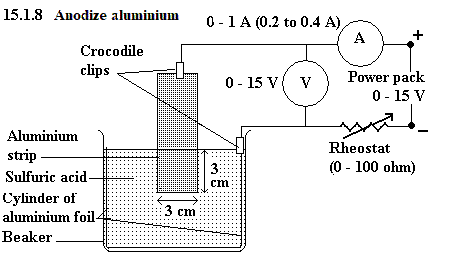 15.1.8 Anodize aluminium
0 - 1 A (0.2 to 0.4 A)
A
+
Crocodile
clips
0 - 15 V
V
Power pack
0 - 15 V
–
Rheostat
(0 - 100 ohm)
Aluminium
strip
Sulfuric acid
Cylinder of
aluminium foil
Beaker
3
cm
3 cm